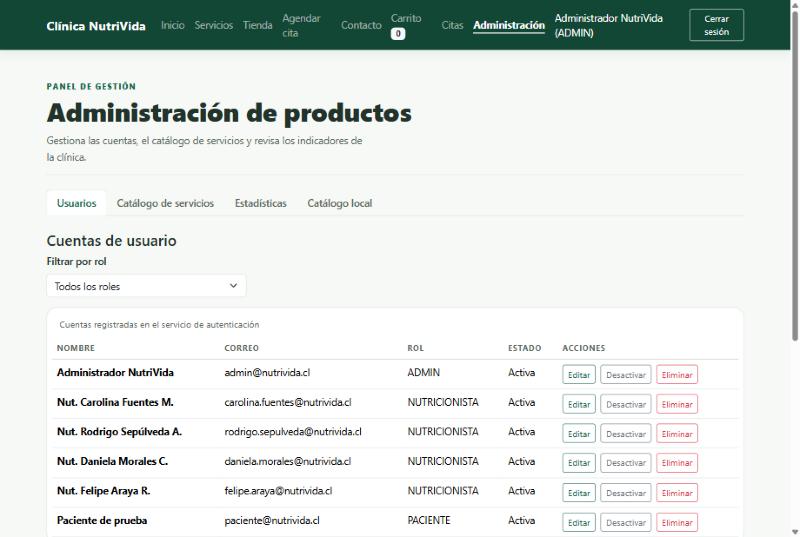 Clínica NutriVida
Inicio
Servicios
Tienda
Agendar
cita
Contacto
Carrito
0
Citas
Administración
Administrador NutriVida
(ADMIN)
Cerrar
sesión
PANEL DE GESTIÓN
Administración de productos
Gestiona las cuentas, el catálogo de servicios y revisa los indicadores de
la clínica.
Usuarios
Catálogo de servicios
Estadísticas
Catálogo local
Cuentas de usuario
Filtrar por rol
Todos los roles
Cuentas registradas en el servicio de autenticación
NOMBRE CORREO ROL ESTADO ACCIONES
Administrador NutriVida admin@nutrivida.cl ADMIN Activa Editar Desactivar Eliminar
Nut. Carolina Fuentes M. carolina.fuentes@nutrivida.cl NUTRICIONISTA Activa Editar Desactivar Eliminar
Nut. Rodrigo Sepúlveda A. rodrigo.sepulveda@nutrivida.cl NUTRICIONISTA Activa Editar Desactivar Eliminar
Nut. Daniela Morales C. daniela.morales@nutrivida.cl NUTRICIONISTA Activa Editar Desactivar Eliminar
Nut. Felipe Araya R. felipe.araya@nutrivida.cl NUTRICIONISTA Activa Editar Desactivar Eliminar
Paciente de prueba paciente@nutrivida.cl PACIENTE Activa Editar Desactivar Eliminar